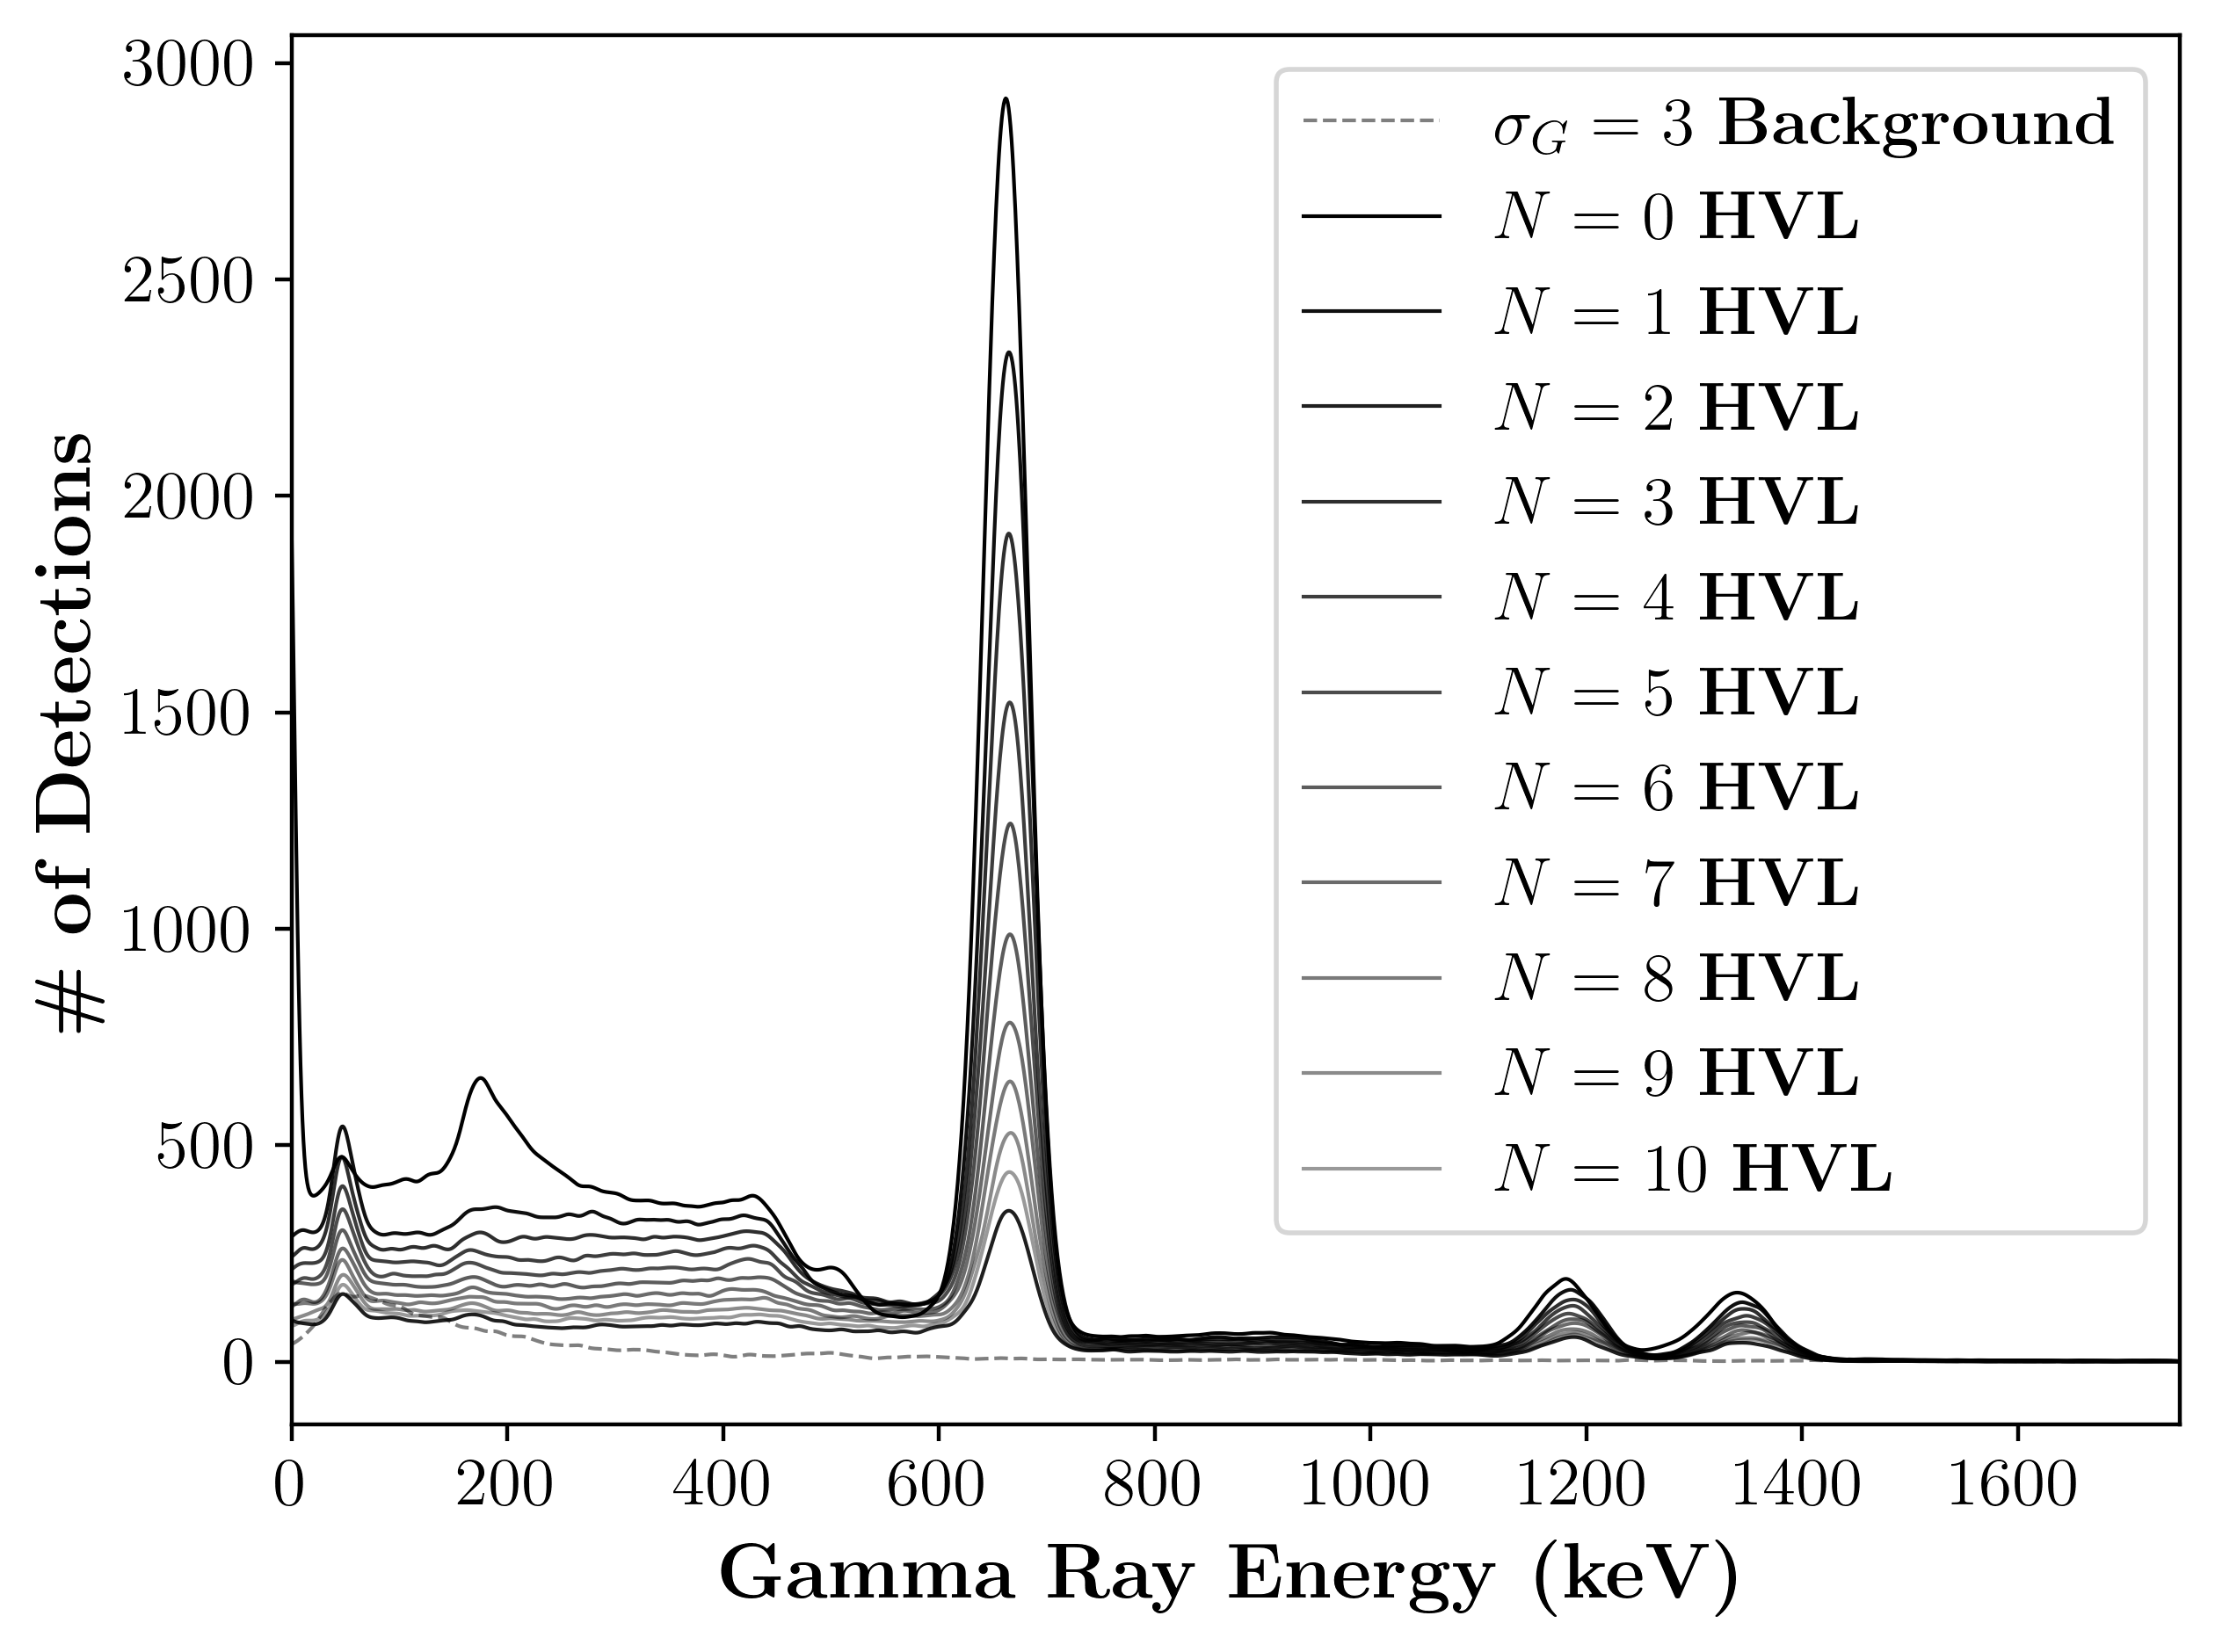 3000
2500
2000
1500
1000
500
0
# of Detections
0 200 400 600 800 1000 1200 1400 1600
Gamma Ray Energy (keV)
σ_G = 3 Background
N = 0 HVL
N = 1 HVL
N = 2 HVL
N = 3 HVL
N = 4 HVL
N = 5 HVL
N = 6 HVL
N = 7 HVL
N = 8 HVL
N = 9 HVL
N = 10 HVL